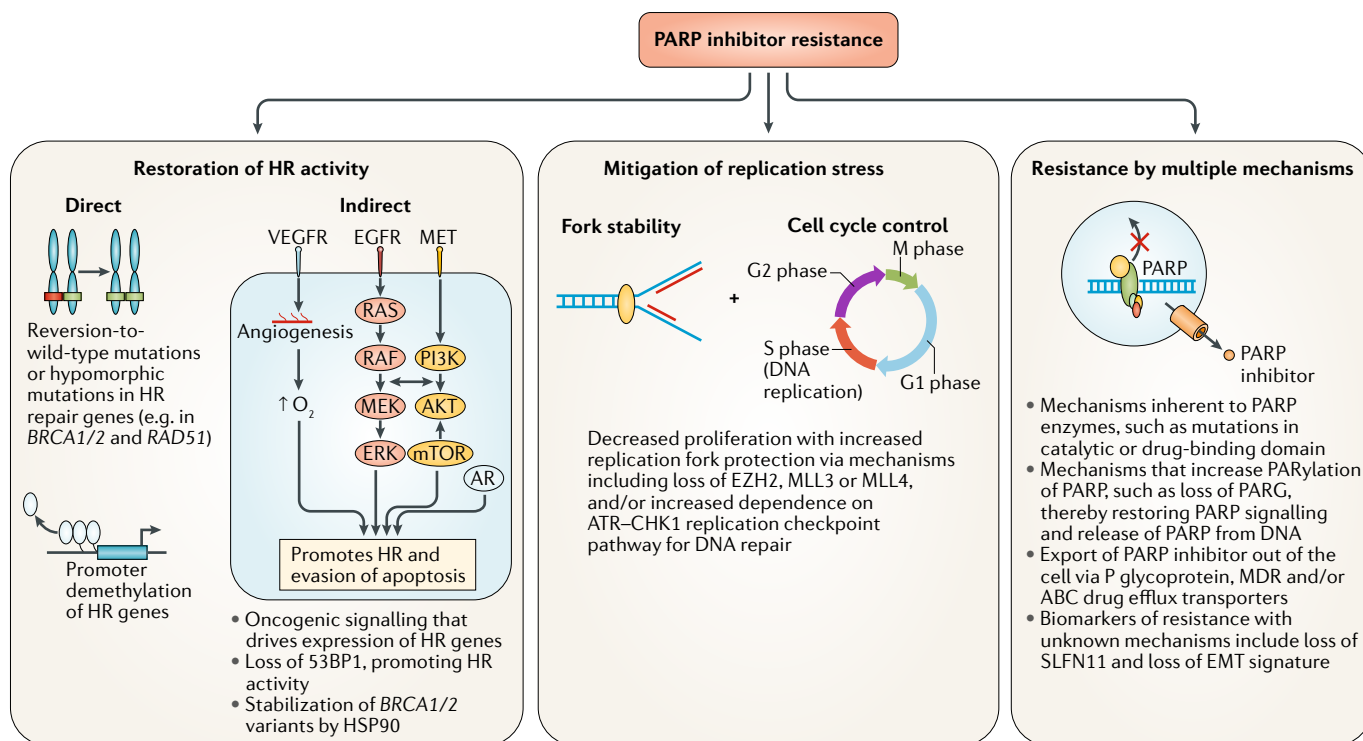 PARP inhibitor resistance
Restoration of HR activity
Direct
Reversion-to-
wild-type mutations
or hypomorphic
mutations in HR
repair genes (e.g. in
BRCA1/2 and RAD51)
Promoter
demethylation
of HR genes
Indirect
VEGFR
EGFR
MET
Angiogenesis
↑ O₂
RAS
RAF
MEK
ERK
PI3K
AKT
mTOR
AR
Promotes HR and
evasion of apoptosis
• Oncogenic signalling that
drives expression of HR genes
• Loss of 53BP1, promoting HR
activity
• Stabilization of BRCA1/2
variants by HSP90
Mitigation of replication stress
Fork stability
+
Cell cycle control
M phase
G2 phase
S phase
(DNA
replication)
G1 phase
Decreased proliferation with increased
replication fork protection via mechanisms
including loss of EZH2, MLL3 or MLL4,
and/or increased dependence on
ATR–CHK1 replication checkpoint
pathway for DNA repair
Resistance by multiple mechanisms
PARP
PARP
inhibitor
• Mechanisms inherent to PARP
enzymes, such as mutations in
catalytic or drug-binding domain
• Mechanisms that increase PARylation
of PARP, such as loss of PARG,
thereby restoring PARP signalling
and release of PARP from DNA
• Export of PARP inhibitor out of the
cell via P glycoprotein, MDR and/or
ABC drug efflux transporters
• Biomarkers of resistance with
unknown mechanisms include loss of
SLFN11 and loss of EMT signature